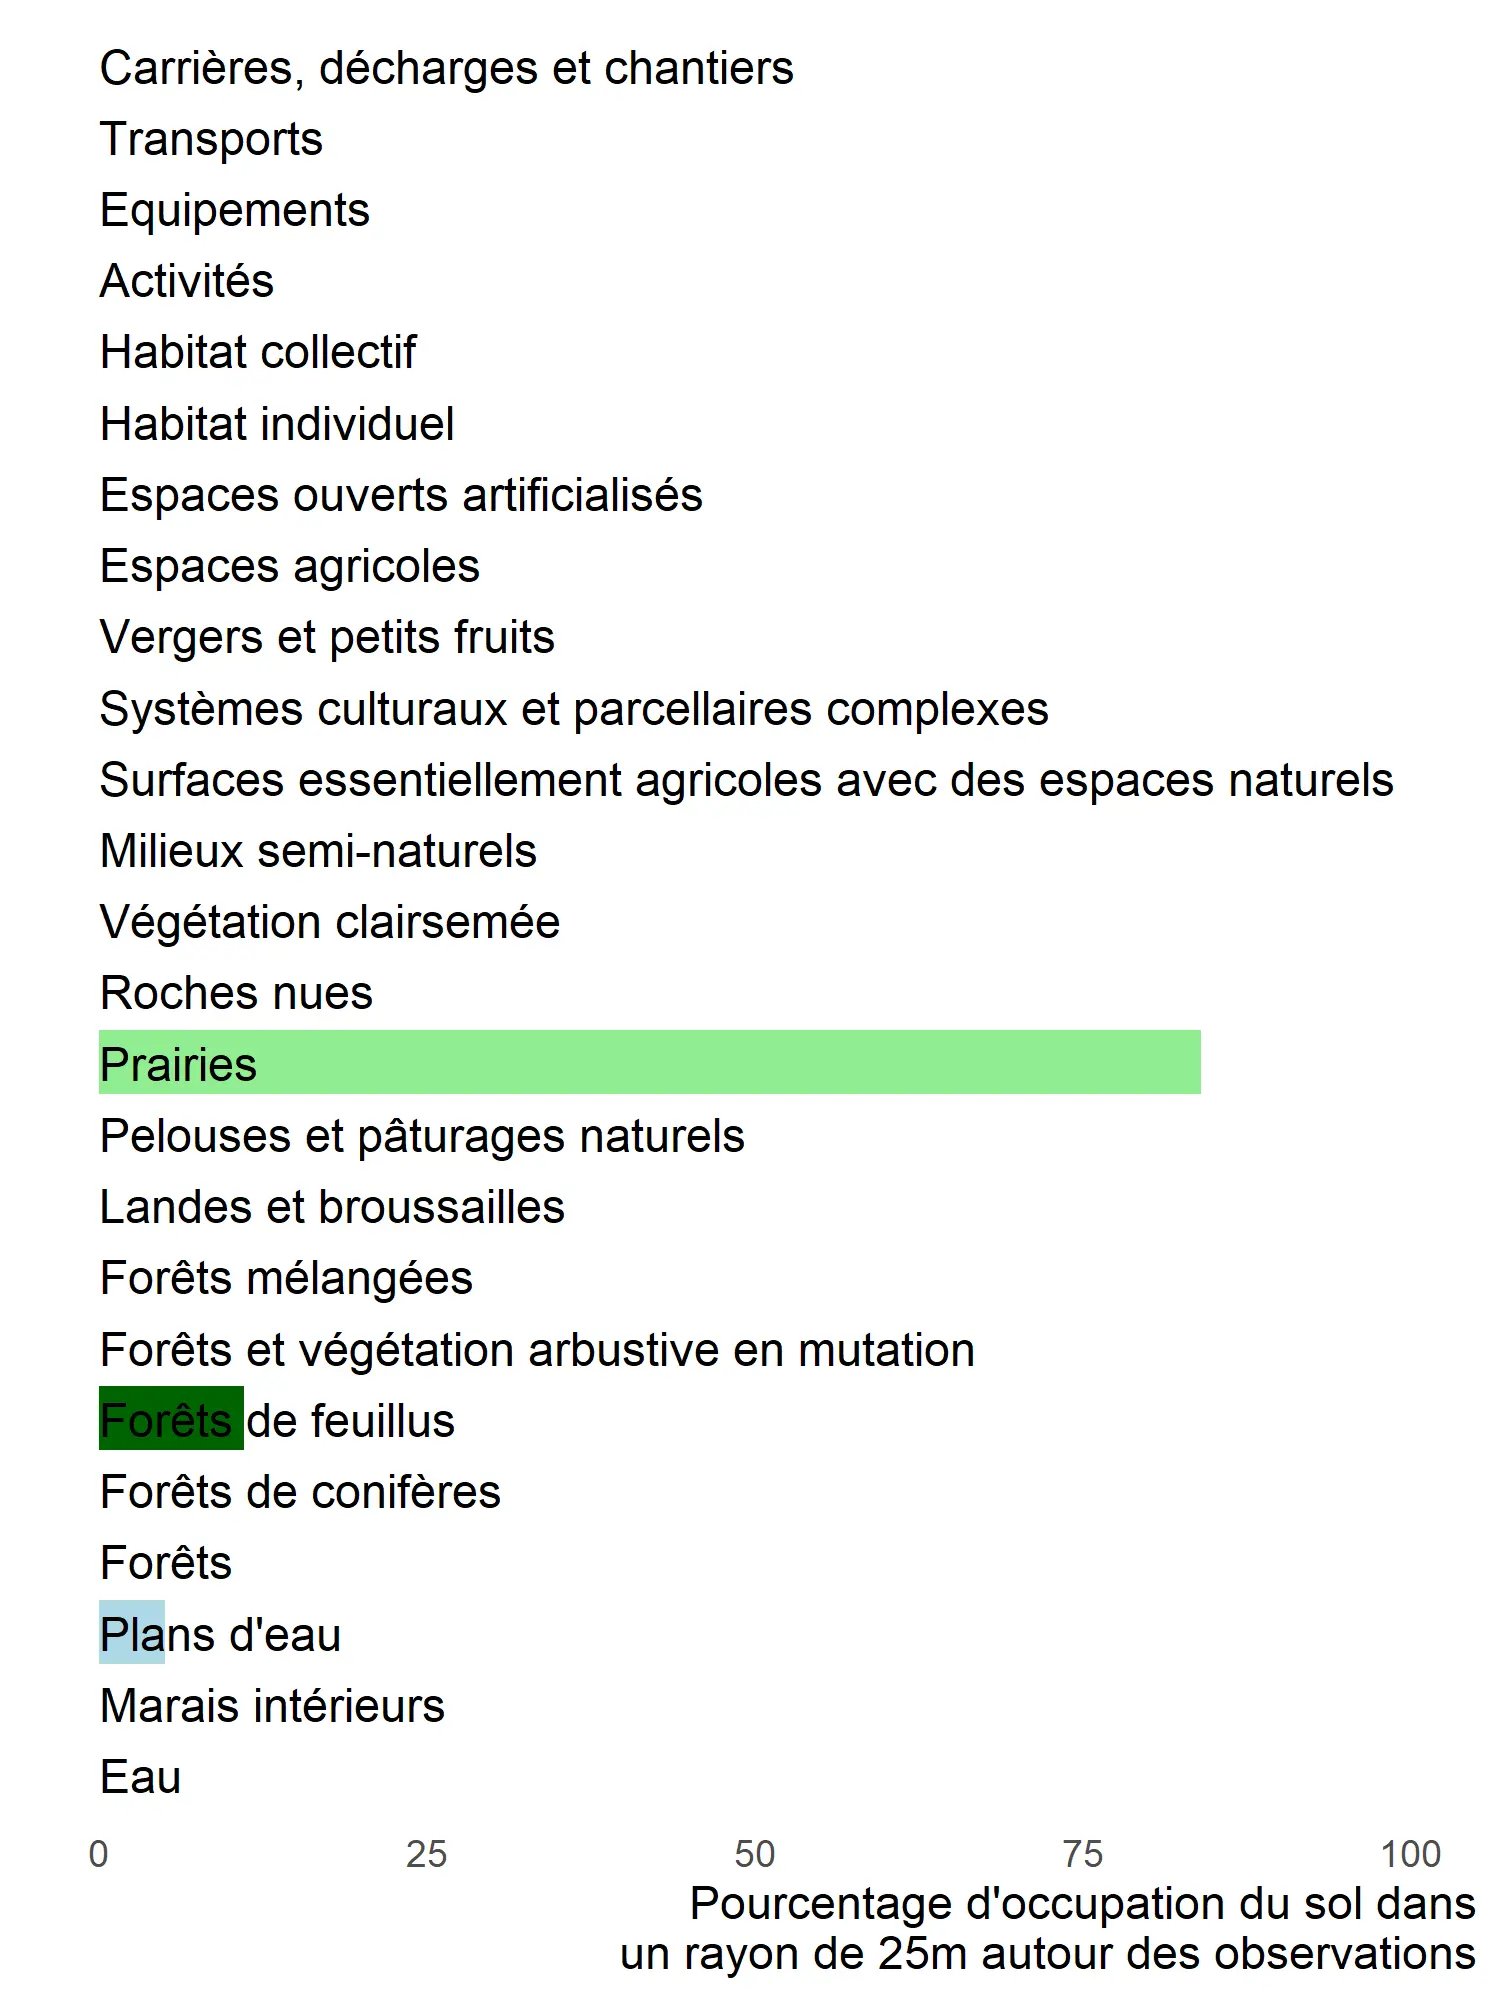 Carrières, décharges et chantiers
Transports
Equipements
Activités
Habitat collectif
Habitat individuel
Espaces ouverts artificialisés
Espaces agricoles
Vergers et petits fruits
Systèmes culturaux et parcellaires complexes
Surfaces essentiellement agricoles avec des espaces naturels
Milieux semi-naturels
Végétation clairsemée
Roches nues
Prairies
Pelouses et pâturages naturels
Landes et broussailles
Forêts mélangées
Forêts et végétation arbustive en mutation
Forêts de feuillus
Forêts de conifères
Forêts
Plans d'eau
Marais intérieurs
Eau
0 25 50 75 100
Pourcentage d'occupation du sol dans
un rayon de 25m autour des observations